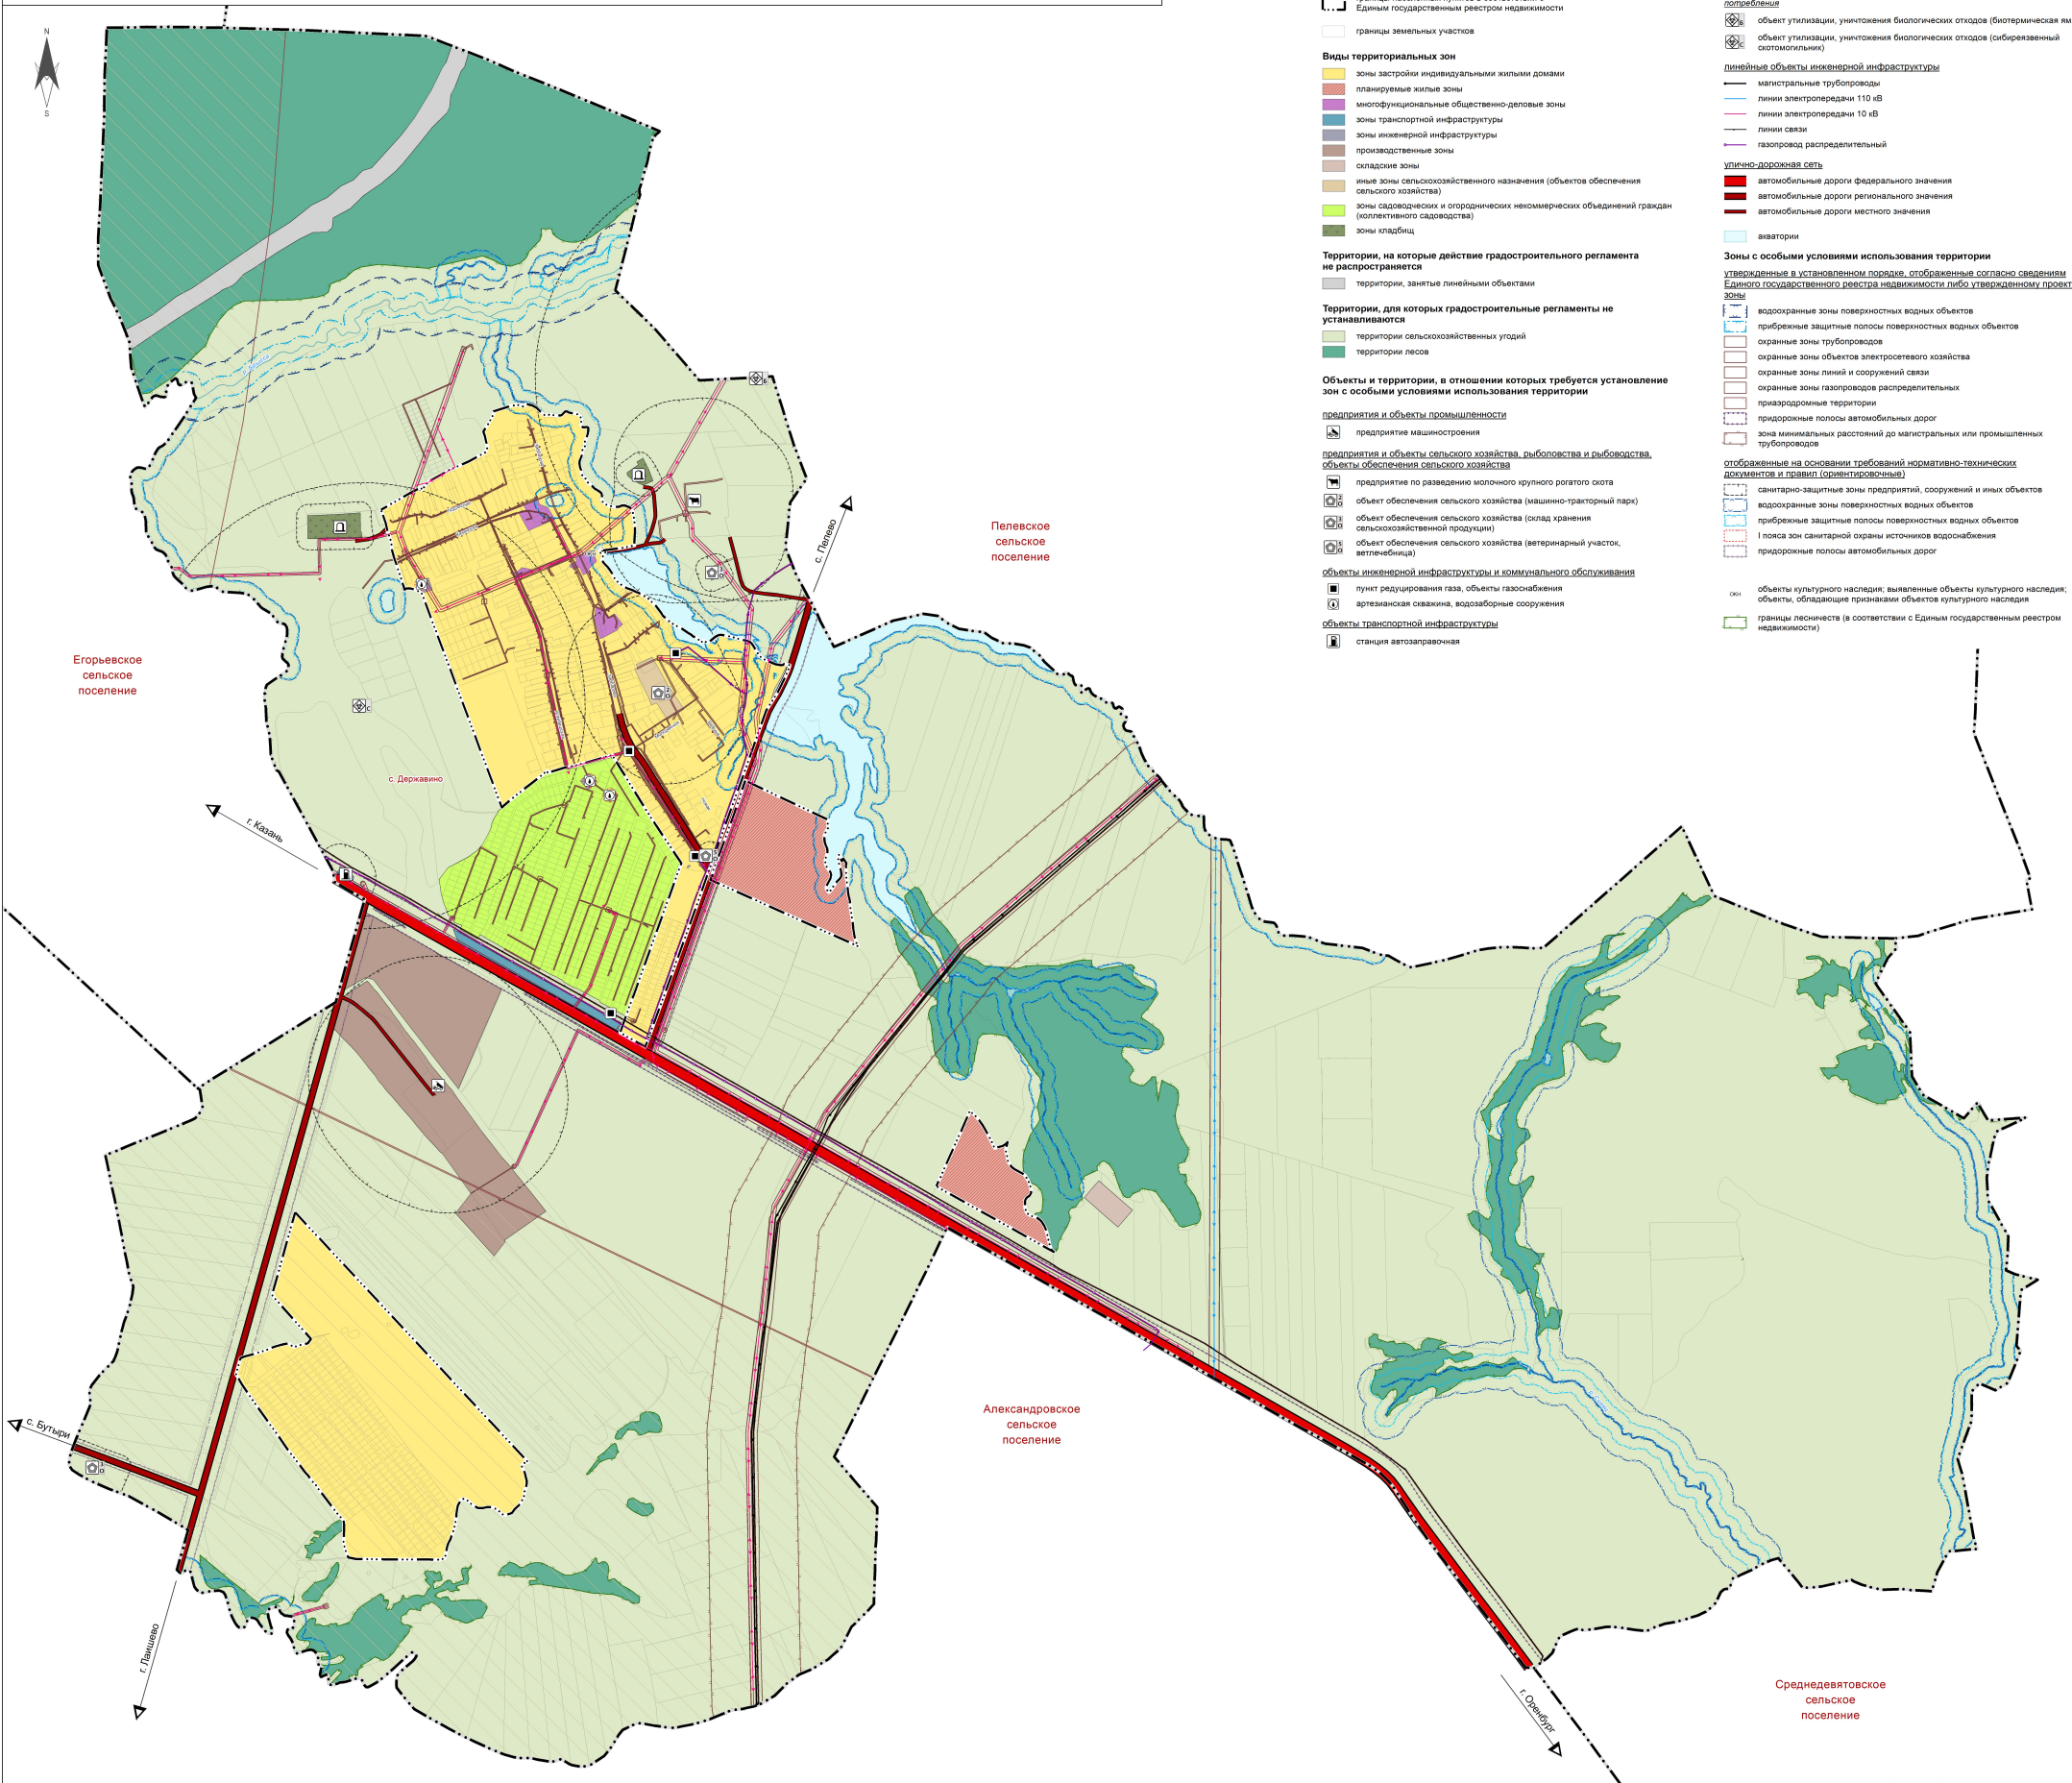 Единым государственным реестром недвижимости
границы земельных участков
Виды территориальных зон
зоны застройки индивидуальными жилыми домами
планируемые жилые зоны
многофункциональные общественно-деловые зоны
зоны транспортной инфраструктуры
зоны инженерной инфраструктуры
производственные зоны
складские зоны
иные зоны сельскохозяйственного назначения (объектов обеспечения
сельского хозяйства)
зоны садоводческих и огороднических некоммерческих объединений граждан
(коллективного садоводства)
зоны кладбищ
Территории, на которые действие градостроительного регламента
не распространяется
территории, занятые линейными объектами
Территории, для которых градостроительные регламенты не
устанавливаются
территории сельскохозяйственных угодий
территории лесов
Объекты и территории, в отношении которых требуется установление
зон с особыми условиями использования территории
предприятия и объекты промышленности
предприятие машиностроения
предприятия и объекты сельского хозяйства, рыболовства и рыбоводства,
объекты обеспечения сельского хозяйства
предприятие по разведению молочного крупного рогатого скота
объект обеспечения сельского хозяйства (машинно-тракторный парк)
объект обеспечения сельского хозяйства (склад хранения
сельскохозяйственной продукции)
объект обеспечения сельского хозяйства (ветеринарный участок,
ветлечебница)
объекты инженерной инфраструктуры и коммунального обслуживания
пункт редуцирования газа, объекты газоснабжения
артезианская скважина, водозаборные сооружения
объекты транспортной инфраструктуры
станция автозаправочная
потребления
объект утилизации, уничтожения биологических отходов (биотермическая ям
объект утилизации, уничтожения биологических отходов (сибиреязвенный
скотомогильник)
линейные объекты инженерной инфраструктуры
магистральные трубопроводы
линии электропередачи 110 кВ
линии электропередачи 10 кВ
линии связи
газопровод распределительный
улично-дорожная сеть
автомобильные дороги федерального значения
автомобильные дороги регионального значения
автомобильные дороги местного значения
акватории
Зоны с особыми условиями использования территории
утвержденные в установленном порядке, отображенные согласно сведениям
Единого государственного реестра недвижимости либо утвержденному проект
зоны
водоохранные зоны поверхностных водных объектов
прибрежные защитные полосы поверхностных водных объектов
охранные зоны трубопроводов
охранные зоны объектов электросетевого хозяйства
охранные зоны линий и сооружений связи
охранные зоны газопроводов распределительных
приаэродромные территории
придорожные полосы автомобильных дорог
зона минимальных расстояний до магистральных или промышленных
трубопроводов
отображенные на основании требований нормативно-технических
документов и правил (ориентировочные)
санитарно-защитные зоны предприятий, сооружений и иных объектов
водоохранные зоны поверхностных водных объектов
прибрежные защитные полосы поверхностных водных объектов
I пояса зон санитарной охраны источников водоснабжения
придорожные полосы автомобильных дорог
ОКН
объекты культурного наследия; выявленные объекты культурного наследия;
объекты, обладающие признаками объектов культурного наследия
границы лесничеств (в соответствии с Единым государственным реестром
недвижимости)
N
S
Пелевское
сельское
поселение
с. Пелево
Егорьевское
сельское
поселение
с. Державино
г. Казань
Александровское
сельское
поселение
с. Бутыри
г. Лаишево
г. Оренбург
Среднедевятовское
сельское
поселение